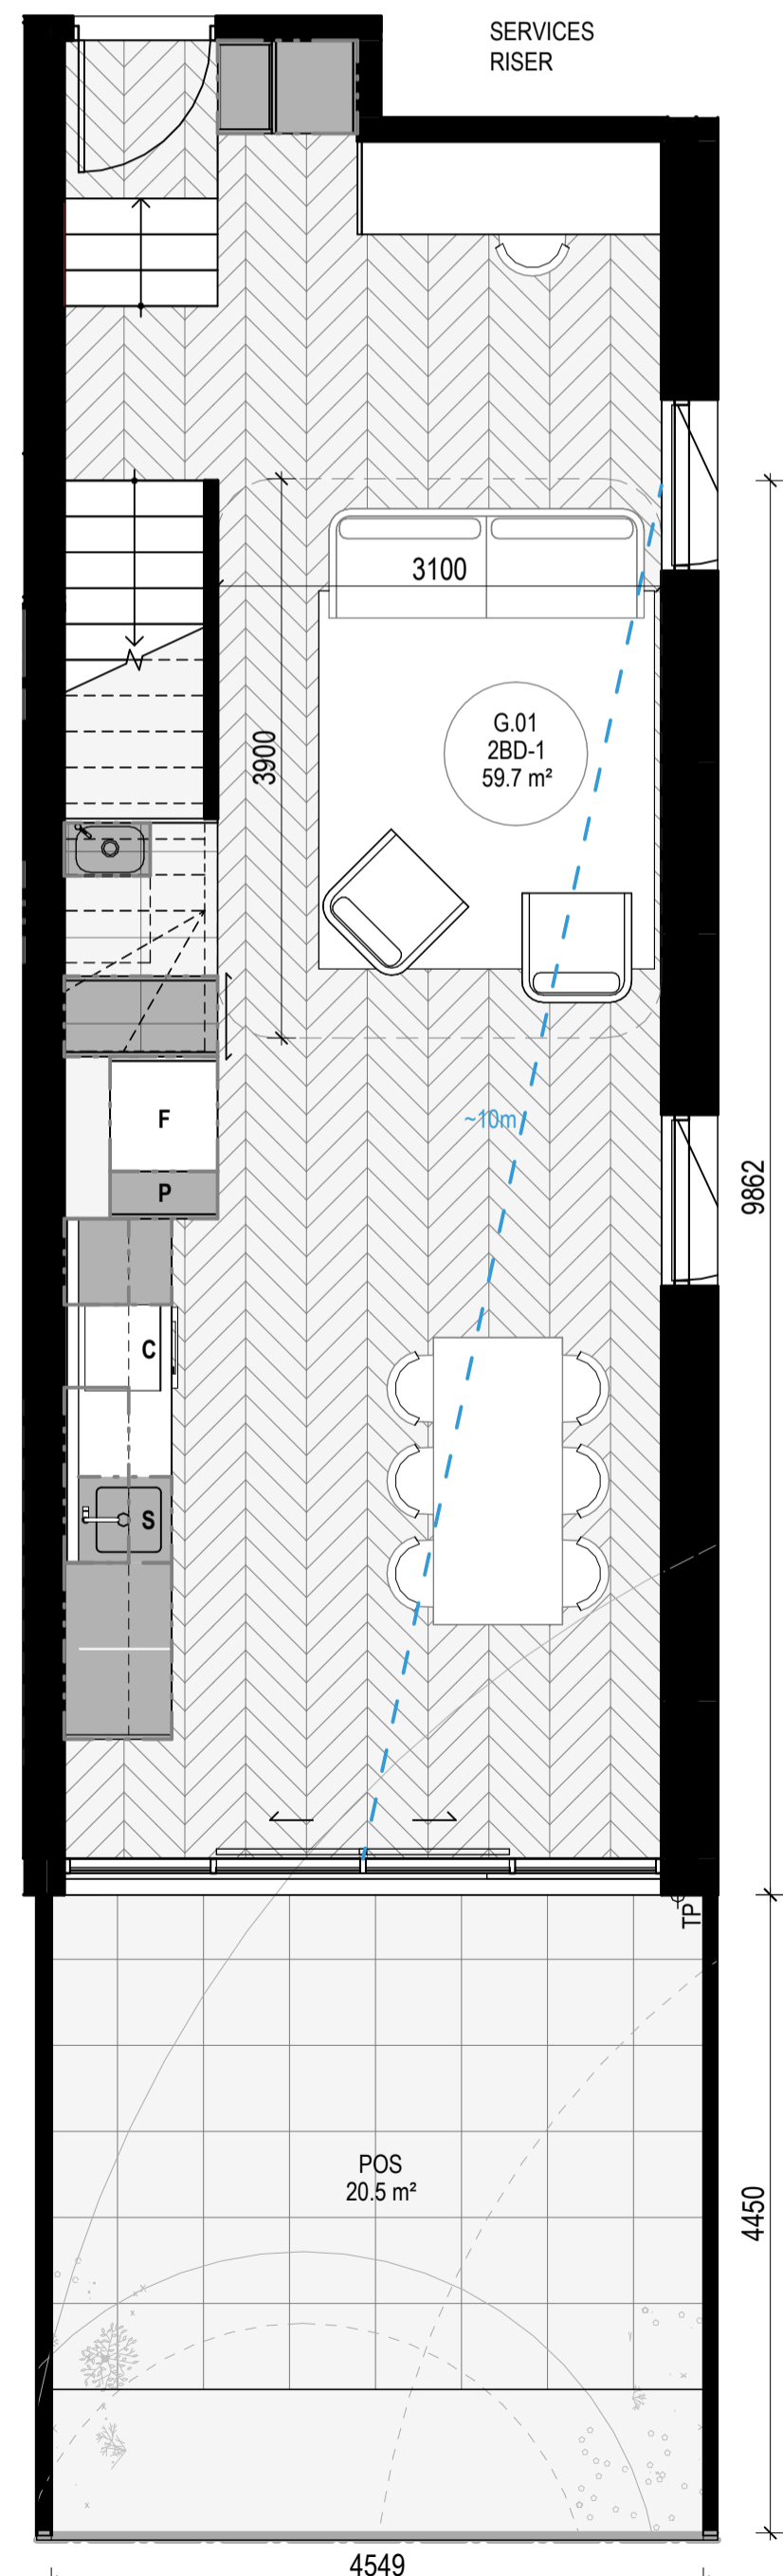 SERVICES
RISER
3100
G.01
2BD-1
59.7 m²
3900
F
~10m
P
9862
C
S
TP
POS
20.5 m²
4450
4549